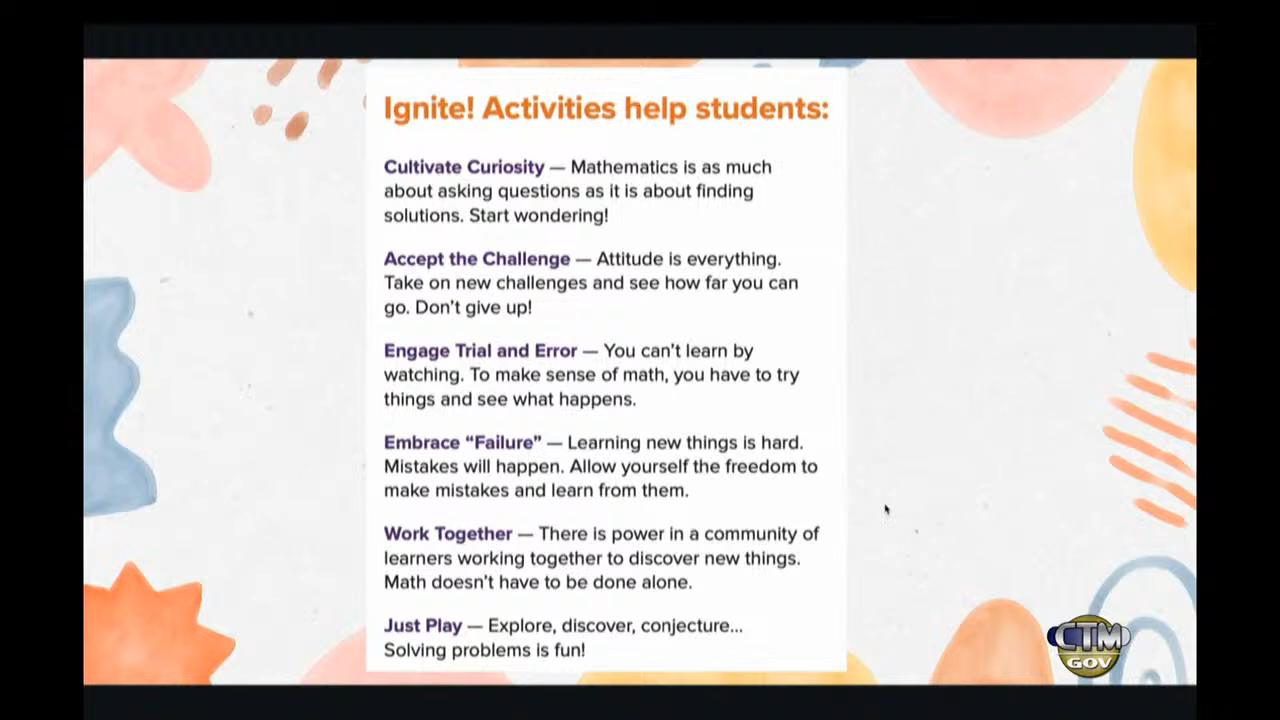 Ignite! Activities help students:
Cultivate Curiosity — Mathematics is as much
about asking questions as it is about finding
solutions. Start wondering!
Accept the Challenge — Attitude is everything.
Take on new challenges and see how far you can
go. Don't give up!
Engage Trial and Error — You can't learn by
watching. To make sense of math, you have to try
things and see what happens.
Embrace “Failure” — Learning new things is hard.
Mistakes will happen. Allow yourself the freedom to
make mistakes and learn from them.
Work Together — There is power in a community of
learners working together to discover new things.
Math doesn't have to be done alone.
Just Play — Explore, discover, conjecture...
Solving problems is fun!
CTM
GOV